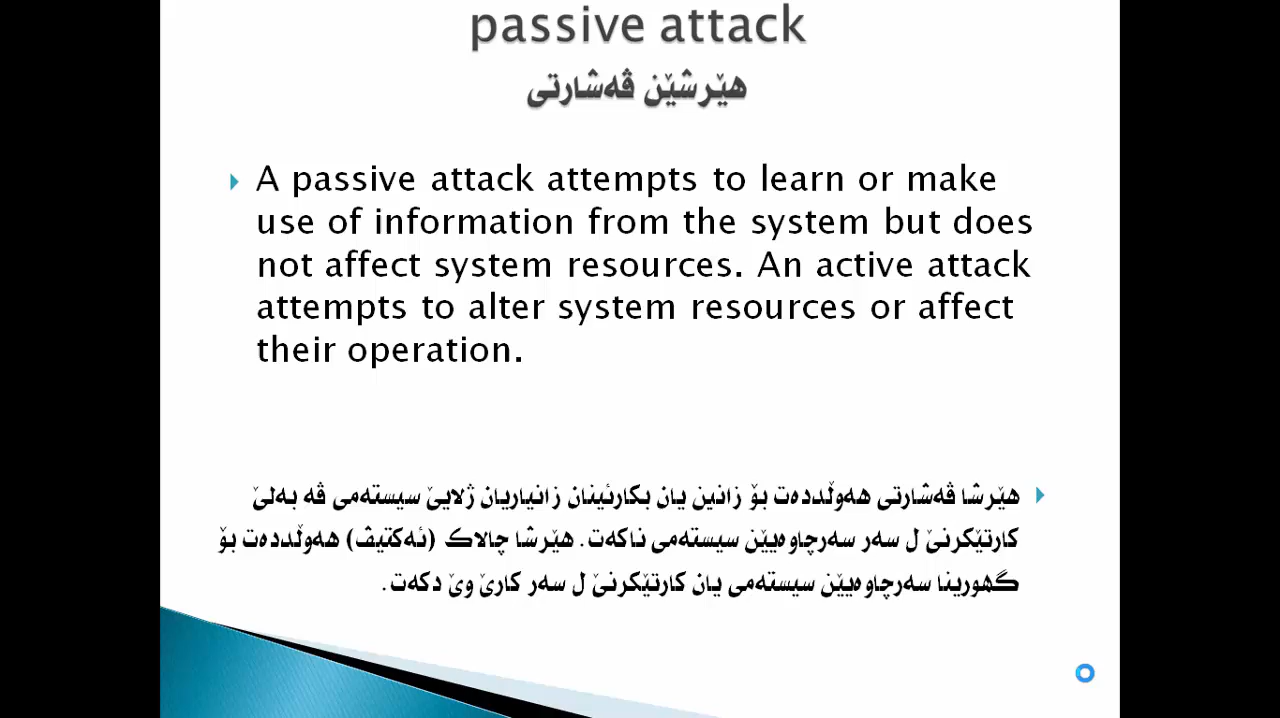 passive attack
هێرشێن ڤەشارتی
A passive attack attempts to learn or make
use of information from the system but does
not affect system resources. An active attack
attempts to alter system resources or affect
their operation.
هێرشا ڤەشارتی هەوڵددەت بۆ زانین یان بکارئینان زانیاریان ژلایێ سیستەمی ڤە بەلێ
کارتێکرنێ ل سەر سەرچاوەیێن سیستەمی ناکەت. هێرشا چالاک (ئەکتیڤ) هەوڵددەت بۆ
گهورینا سەرچاوەیێن سیستەمی یان کارتێکرنێ ل سەر کارێ وێ دکەت.